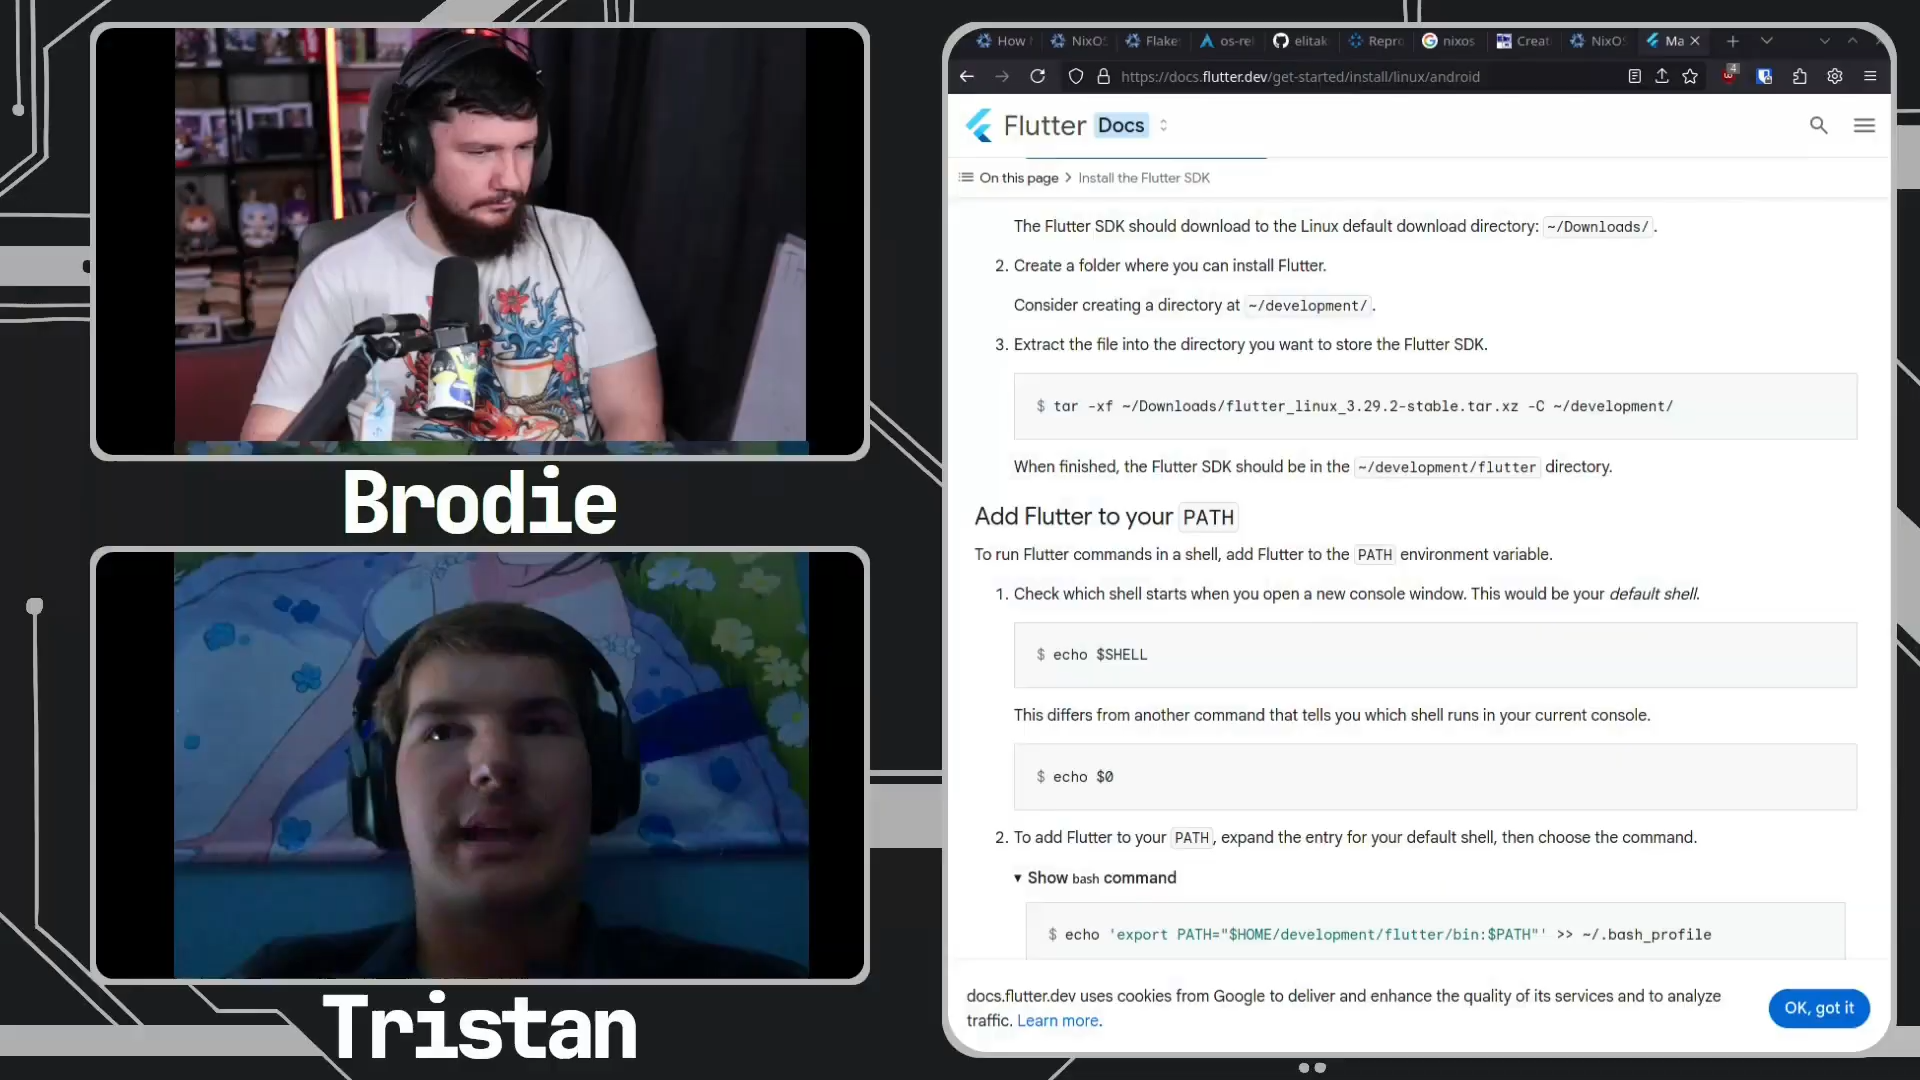 Brodie
Tristan
How
NixOS
Flake
os-rel
elitak
Repro
nixos
Creat
NixOS
Ma
https://docs.flutter.dev/get-started/install/linux/android
4
Flutter Docs
On this page > Install the Flutter SDK
The Flutter SDK should download to the Linux default download directory: ~/Downloads/.
2. Create a folder where you can install Flutter.
Consider creating a directory at ~/development/.
3. Extract the file into the directory you want to store the Flutter SDK.
$ tar -xf ~/Downloads/flutter_linux_3.29.2-stable.tar.xz -C ~/development/
When finished, the Flutter SDK should be in the ~/development/flutter directory.
Add Flutter to your PATH
To run Flutter commands in a shell, add Flutter to the PATH environment variable.
1. Check which shell starts when you open a new console window. This would be your default shell.
$ echo $SHELL
This differs from another command that tells you which shell runs in your current console.
$ echo $0
2. To add Flutter to your PATH, expand the entry for your default shell, then choose the command.
▾ Show bash command
$ echo 'export PATH="$HOME/development/flutter/bin:$PATH"' >> ~/.bash_profile
docs.flutter.dev uses cookies from Google to deliver and enhance the quality of its services and to analyze
traffic. Learn more.
OK, got it